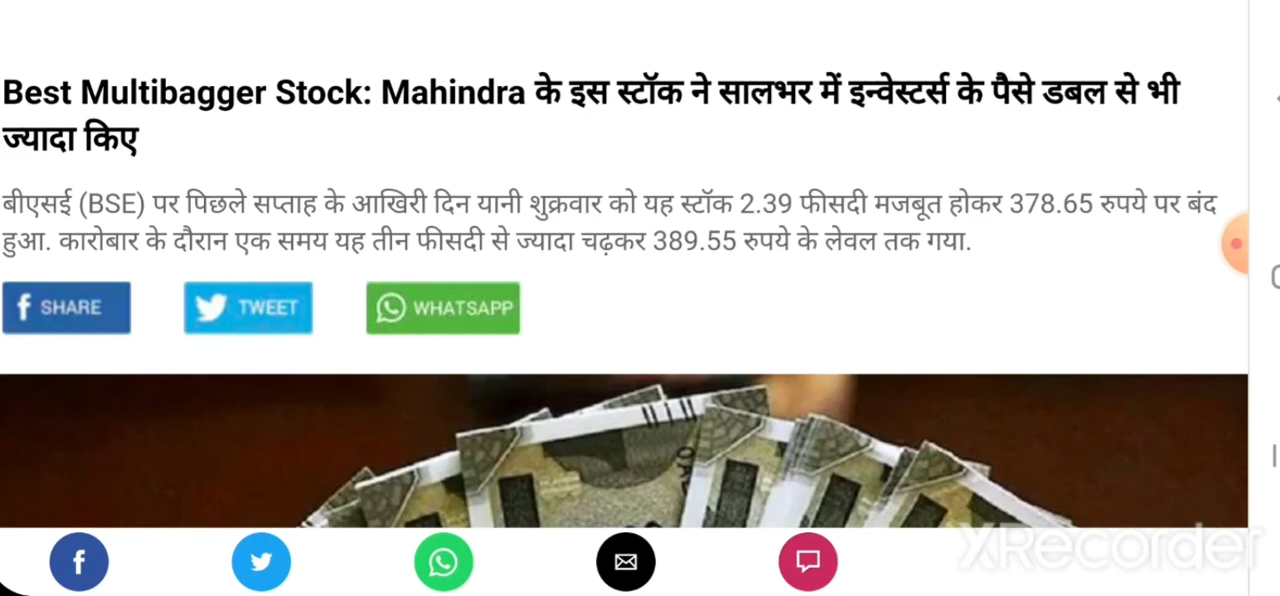 Best Multibagger Stock: Mahindra के इस स्टॉक ने सालभर में इन्वेस्टर्स के पैसे डबल से भी
ज्यादा किए
बीएसई (BSE) पर पिछले सप्ताह के आखिरी दिन यानी शुक्रवार को यह स्टॉक 2.39 फीसदी मजबूत होकर 378.65 रुपये पर बंद
हुआ. कारोबार के दौरान एक समय यह तीन फीसदी से ज्यादा चढ़कर 389.55 रुपये के लेवल तक गया.
SHARE TWEET WHATSAPP
XRecorder